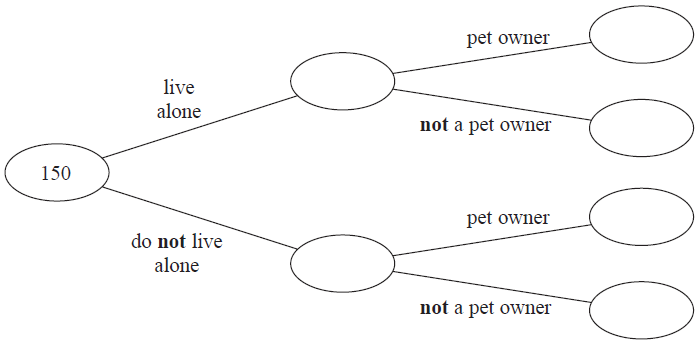 pet owner
live
alone
not a pet owner
150
pet owner
do not live
alone
not a pet owner